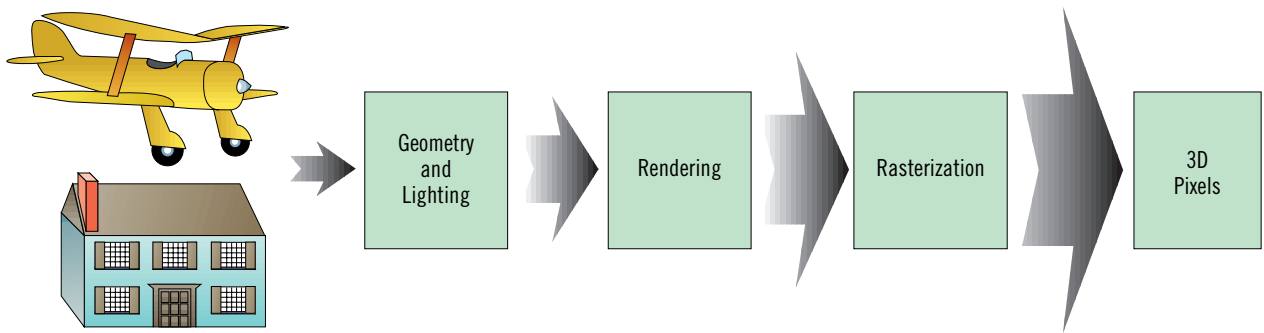 Geometry
and
Lighting
Rendering
Rasterization
3D
Pixels